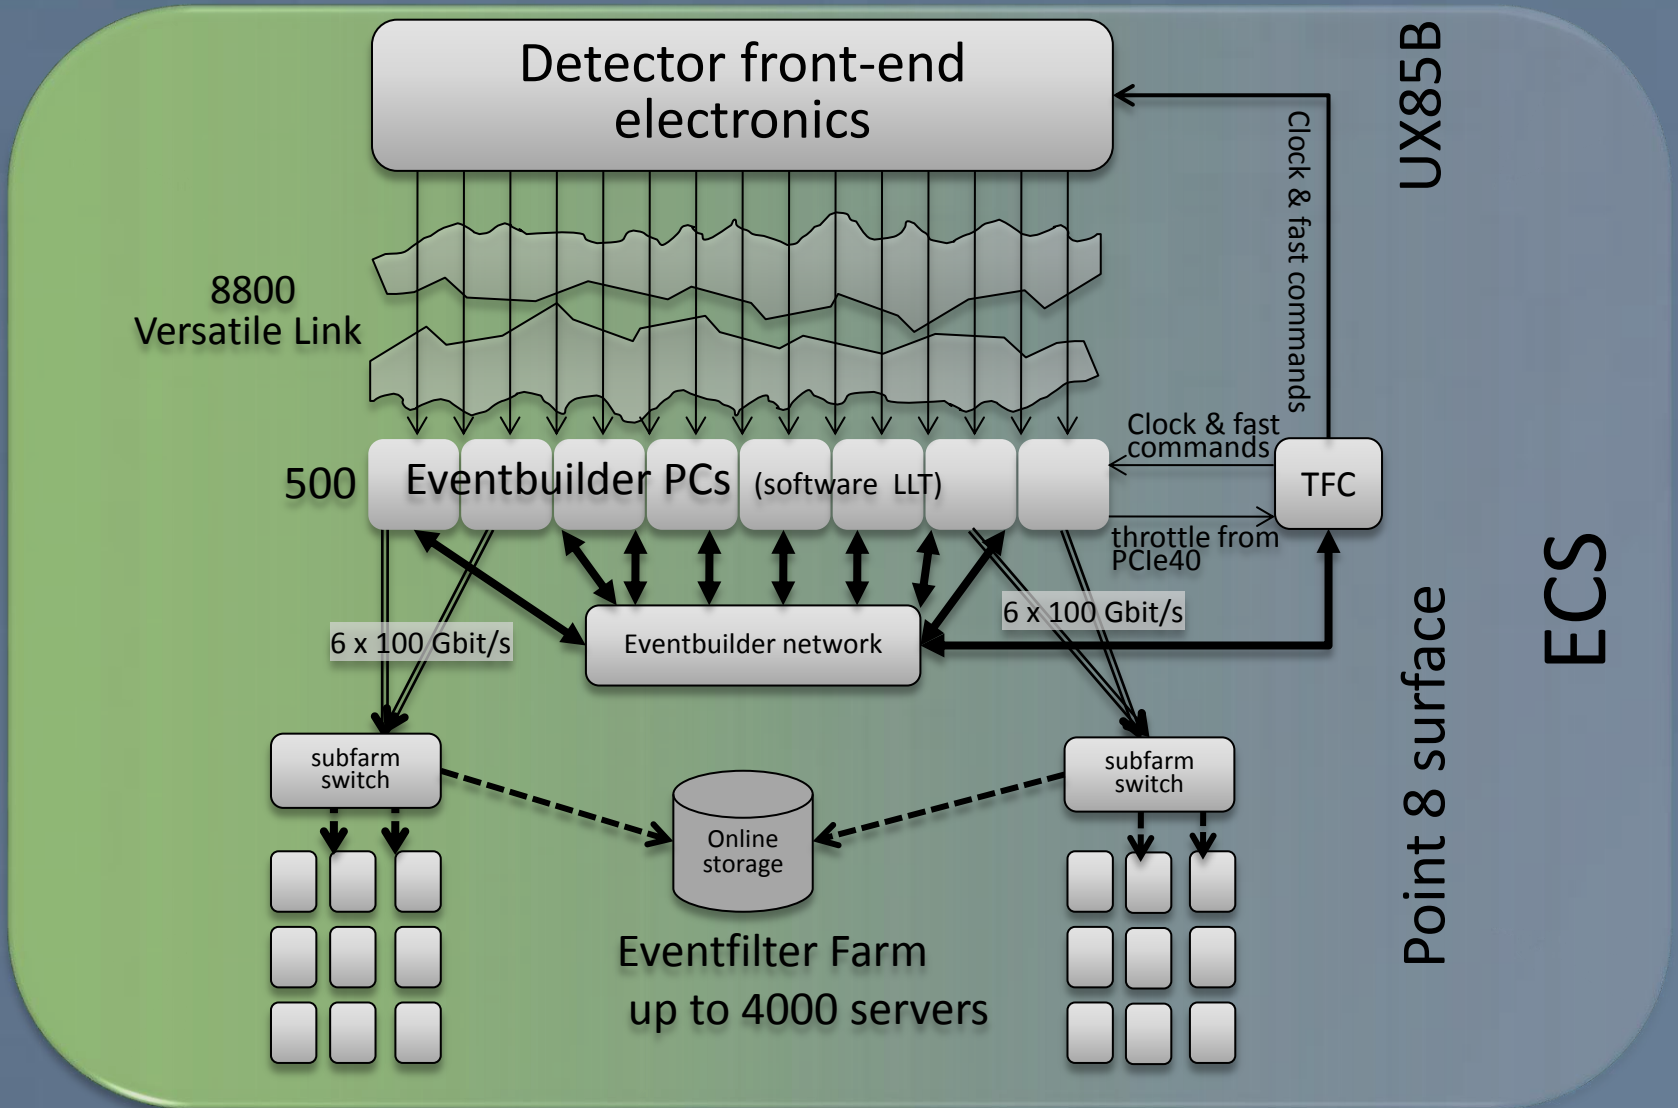 Detector front-end
electronics
UX85B
Clock & fast commands
8800
Versatile Link
Clock & fast
commands
500
Eventbuilder PCs (software LLT)
TFC
throttle from
PCIe40
ECS
6 x 100 Gbit/s
6 x 100 Gbit/s
Eventbuilder network
Point 8 surface
subfarm
switch
subfarm
switch
Online
storage
Eventfilter Farm
up to 4000 servers